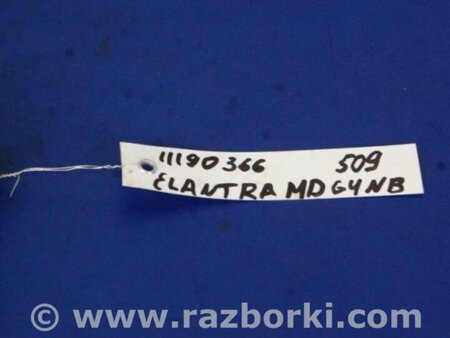 11190366 509
ELANTRA MD G4NB
© www.razborki.com